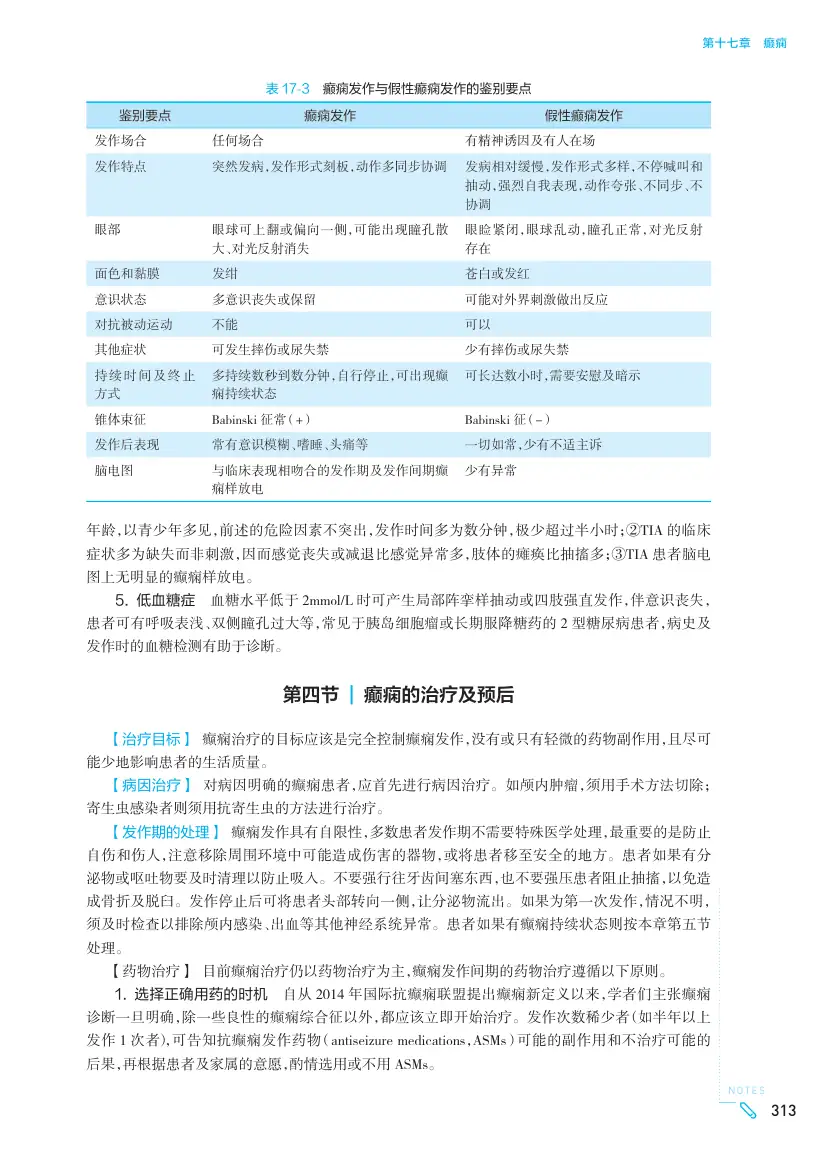 第十七章 癫痫
表 17-3 癫痫发作与假性癫痫发作的鉴别要点
鉴别要点 癫痫发作 假性癫痫发作
发作场合 任何场合 有精神诱因及有人在场
发作特点 突然发病,发作形式刻板,动作多同步协调 发病相对缓慢,发作形式多样,不停喊叫和
抽动,强烈自我表现,动作夸张、不同步、不
协调
眼部 眼球可上翻或偏向一侧,可能出现瞳孔散 眼睑紧闭,眼球乱动,瞳孔正常,对光反射
大、对光反射消失 存在
面色和黏膜 发绀 苍白或发红
意识状态 多意识丧失或保留 可能对外界刺激做出反应
对抗被动运动 不能 可以
其他症状 可发生摔伤或尿失禁 少有摔伤或尿失禁
持续时间及终止 多持续数秒到数分钟,自行停止,可出现癫 可长达数小时,需要安慰及暗示
方式 痫持续状态
锥体束征 Babinski 征常(+) Babinski 征(-)
发作后表现 常有意识模糊、嗜睡、头痛等 一切如常,少有不适主诉
脑电图 与临床表现相吻合的发作期及发作间期癫 少有异常
痫样放电
年龄,以青少年多见,前述的危险因素不突出,发作时间多为数分钟,极少超过半小时;②TIA 的临床
症状多为缺失而非刺激,因而感觉丧失或减退比感觉异常多,肢体的瘫痪比抽搐多;③TIA 患者脑电
图上无明显的癫痫样放电。
5. 低血糖症 血糖水平低于 2mmol/L 时可产生局部阵挛样抽动或四肢强直发作,伴意识丧失,
患者可有呼吸表浅、双侧瞳孔过大等,常见于胰岛细胞瘤或长期服降糖药的 2 型糖尿病患者,病史及
发作时的血糖检测有助于诊断。
第四节 | 癫痫的治疗及预后
【治疗目标】 癫痫治疗的目标应该是完全控制癫痫发作,没有或只有轻微的药物副作用,且尽可
能少地影响患者的生活质量。
【病因治疗】 对病因明确的癫痫患者,应首先进行病因治疗。如颅内肿瘤,须用手术方法切除;
寄生虫感染者则须用抗寄生虫的方法进行治疗。
【发作期的处理】 癫痫发作具有自限性,多数患者发作期不需要特殊医学处理,最重要的是防止
自伤和伤人,注意移除周围环境中可能造成伤害的器物,或将患者移至安全的地方。患者如果有分
泌物或呕吐物要及时清理以防止吸入。不要强行往牙齿间塞东西,也不要强压患者阻止抽搐,以免造
成骨折及脱臼。发作停止后可将患者头部转向一侧,让分泌物流出。如果为第一次发作,情况不明,
须及时检查以排除颅内感染、出血等其他神经系统异常。患者如果有癫痫持续状态则按本章第五节
处理。
【药物治疗】 目前癫痫治疗仍以药物治疗为主,癫痫发作间期的药物治疗遵循以下原则。
1. 选择正确用药的时机 自从 2014 年国际抗癫痫联盟提出癫痫新定义以来,学者们主张癫痫
诊断一旦明确,除一些良性的癫痫综合征以外,都应该立即开始治疗。发作次数稀少者(如半年以上
发作 1 次者),可告知抗癫痫发作药物(antiseizure medications,ASMs)可能的副作用和不治疗可能的
后果,再根据患者及家属的意愿,酌情选用或不用 ASMs。
NOTES
313